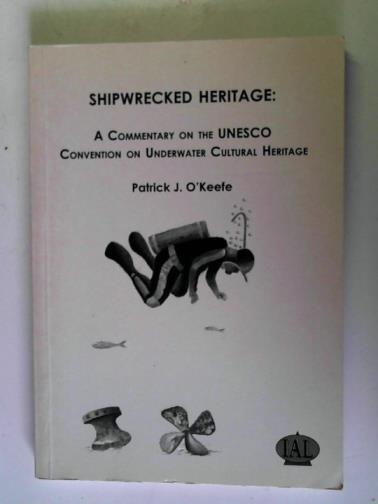 SHIPWRECKED HERITAGE:
A COMMENTARY ON THE UNESCO
CONVENTION ON UNDERWATER CULTURAL HERITAGE
Patrick J. O'Keefe
IAL